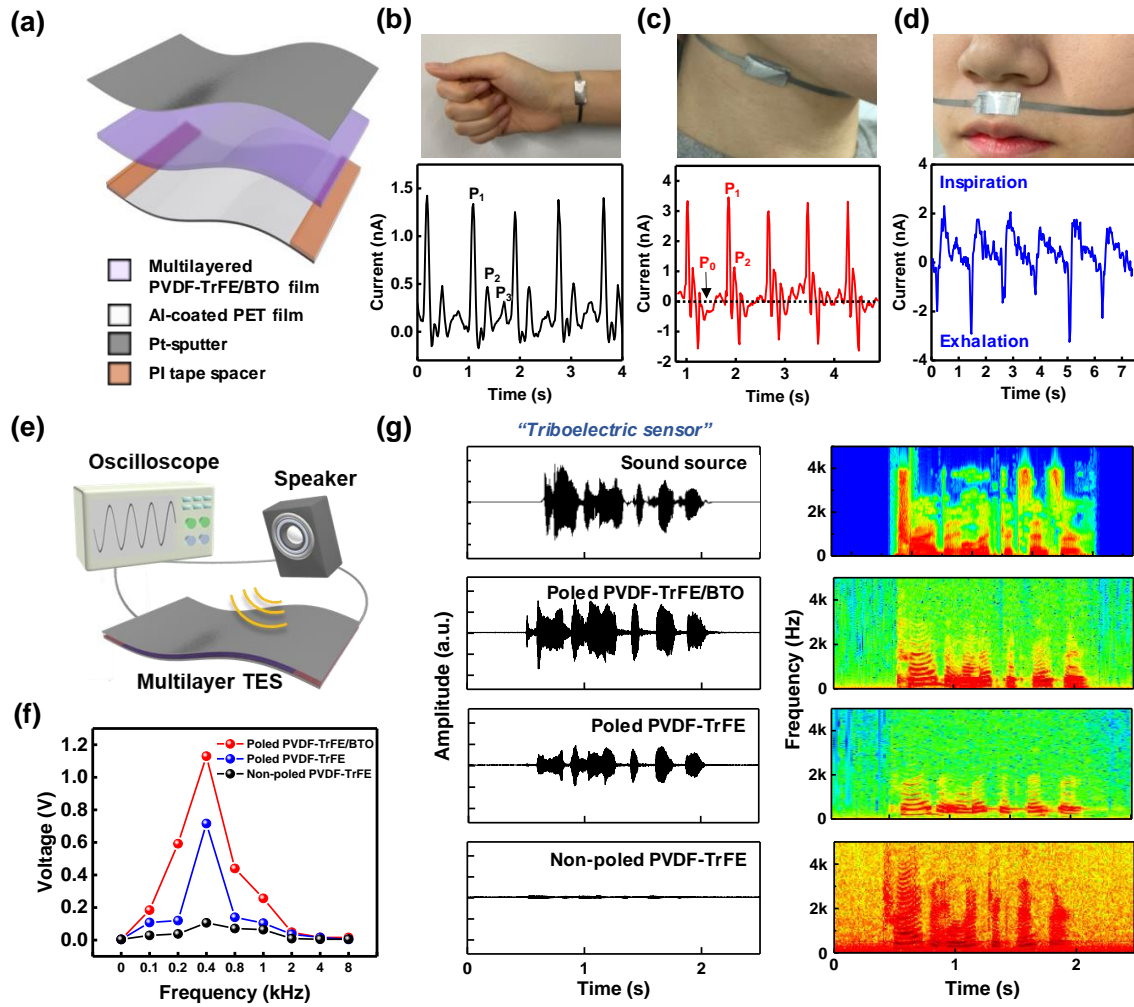 (a)
Multilayered
PVDF-TrFE/BTO film
Al-coated PET film
Pt-sputter
PI tape spacer
(b)
Current (nA)
1.5
1.0
0.5
0.0
P1
P2
P3
0 1 2 3 4
Time (s)
(c)
Current (nA)
4
3
2
1
0
-1
-2
P0
P1
P2
1 2 3 4
Time (s)
(d)
Inspiration
Exhalation
Current (nA)
4
2
0
-2
-4
0 1 2 3 4 5 6 7
Time (s)
(e)
Oscilloscope
Speaker
Multilayer TES
(f)
Poled PVDF-TrFE/BTO
Poled PVDF-TrFE
Non-poled PVDF-TrFE
Voltage (V)
1.2
1.0
0.8
0.6
0.4
0.2
0.0
0 0.1 0.2 0.4 0.8 1 2 4 8
Frequency (kHz)
(g)
“Triboelectric sensor”
Sound source
Poled PVDF-TrFE/BTO
Poled PVDF-TrFE
Non-poled PVDF-TrFE
Amplitude (a.u.)
0 1 2
Time (s)
Frequency (Hz)
4k
2k
0
4k
2k
0
4k
2k
0
4k
2k
0
0 1 2
Time (s)